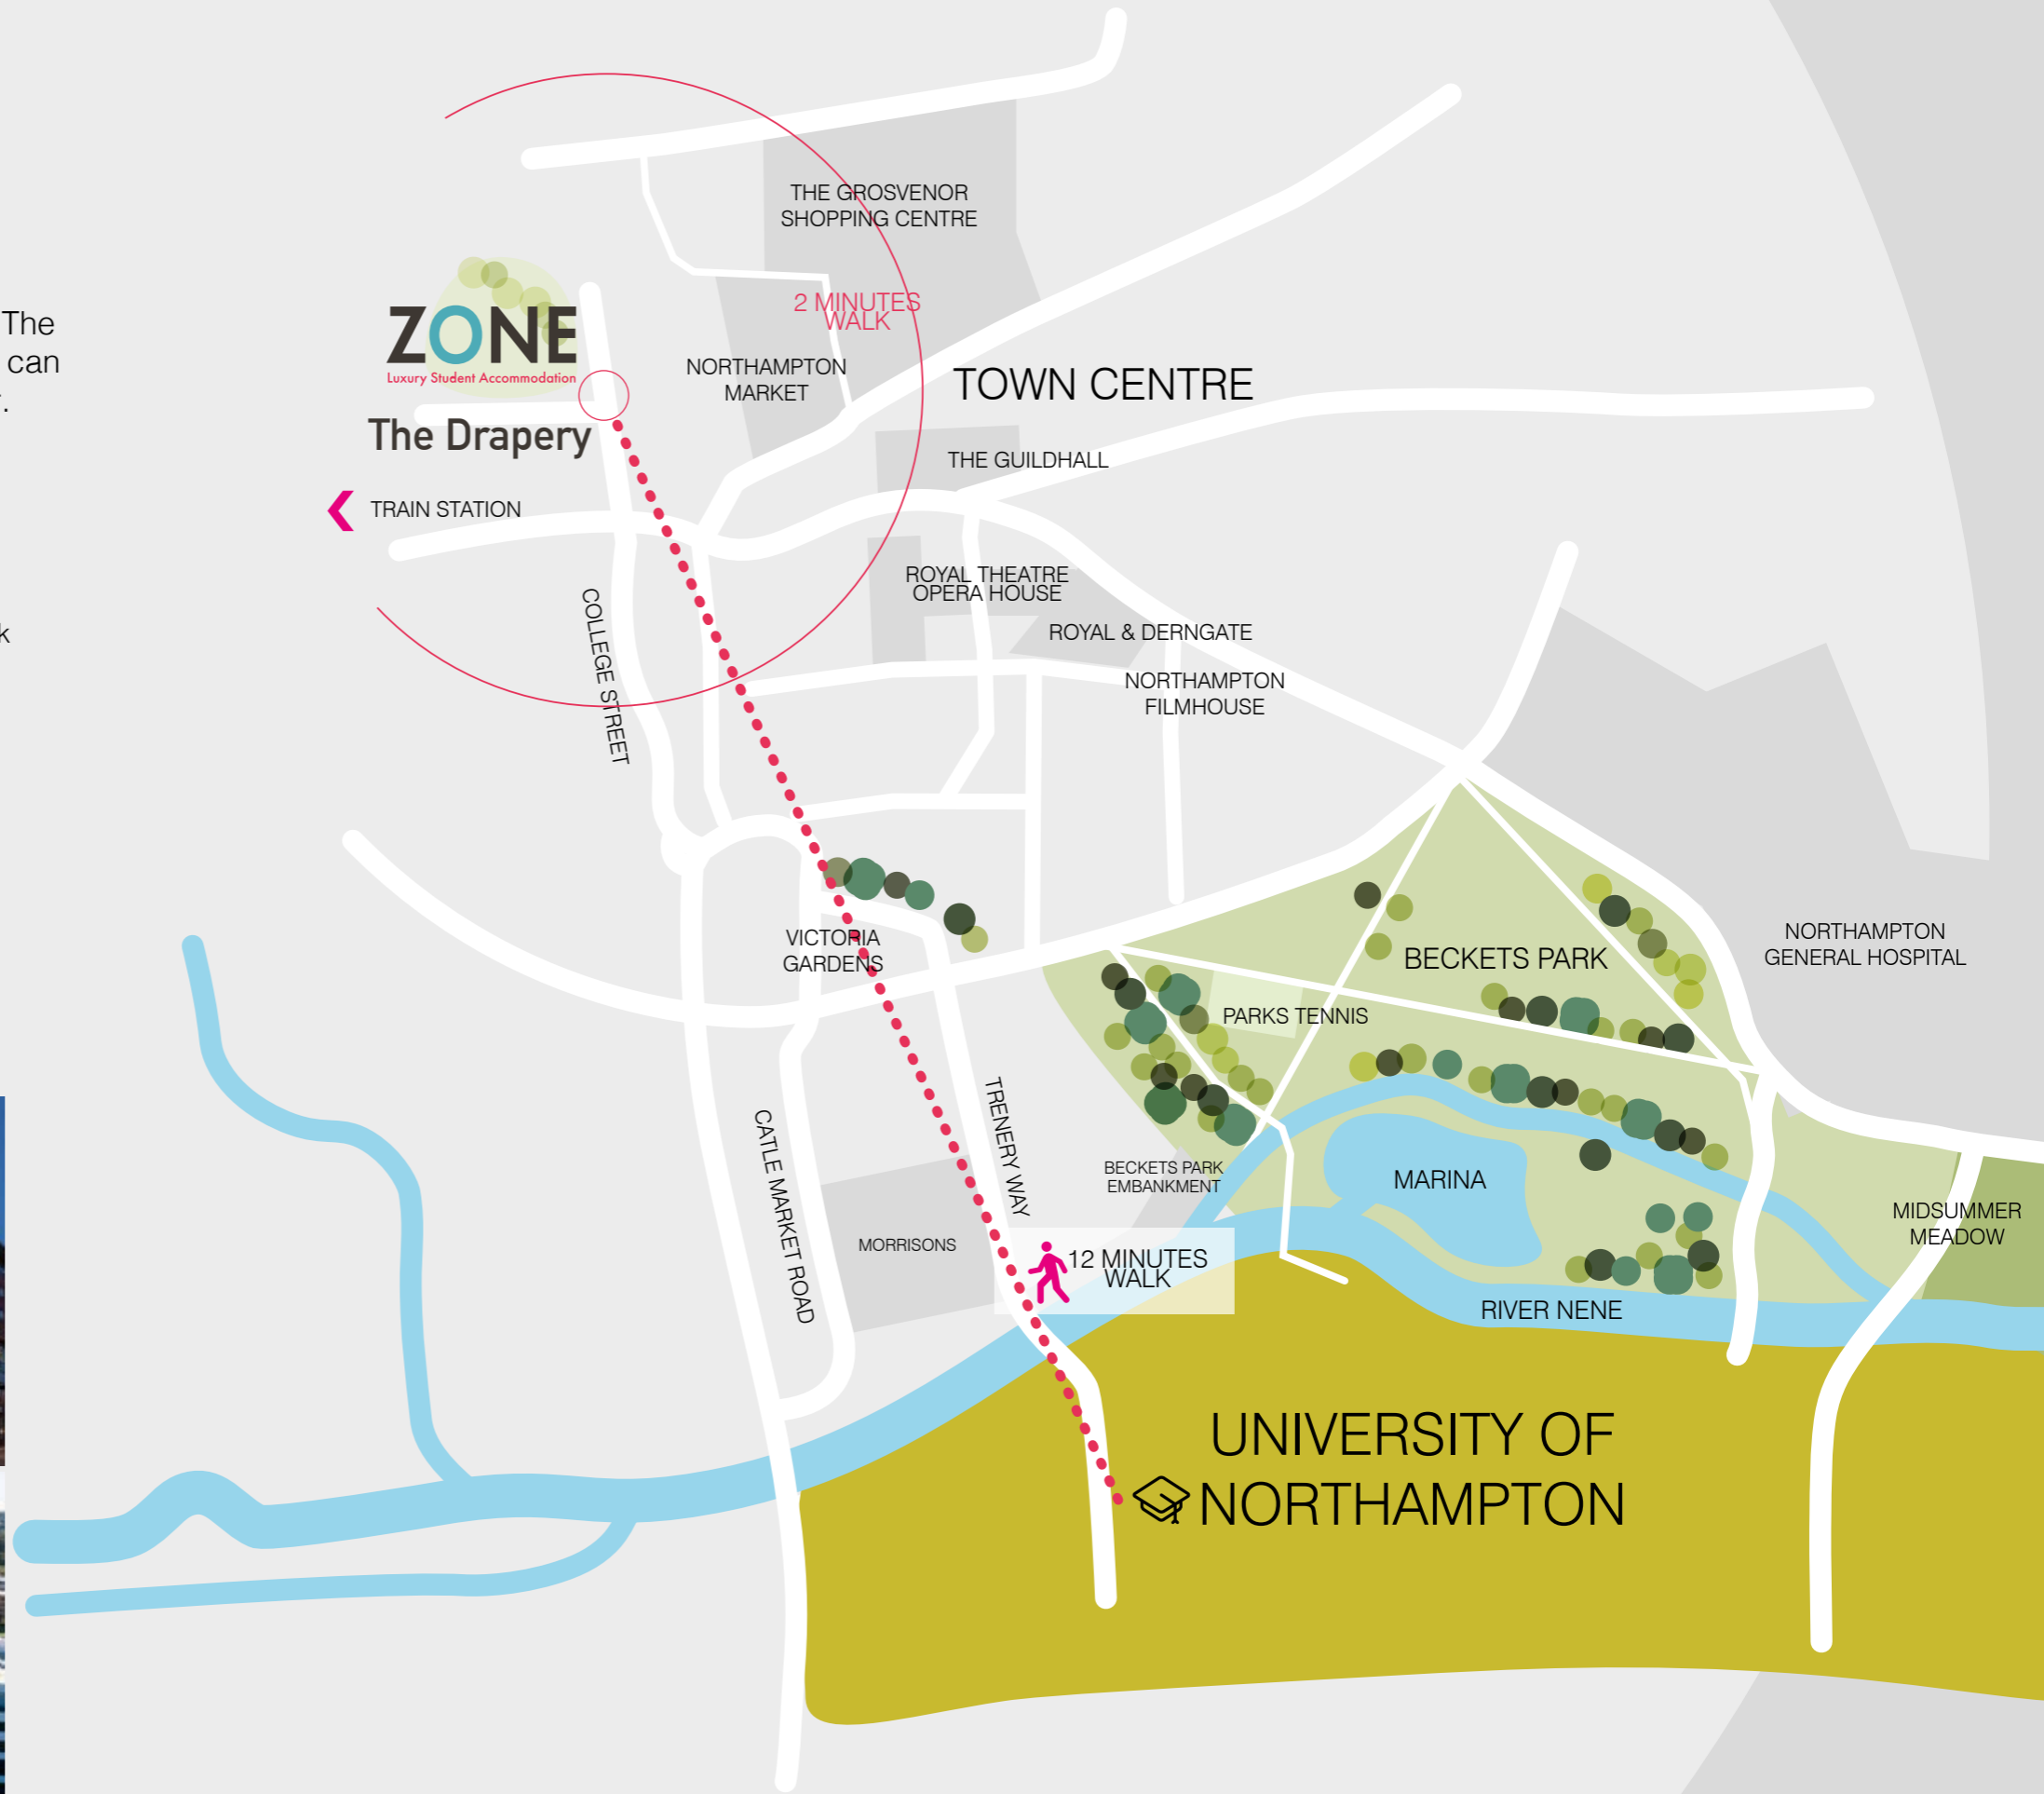 The
can
THE GROSVENOR
SHOPPING CENTRE
2 MINUTES
WALK
ZONE
Luxury Student Accommodation
The Drapery
NORTHAMPTON
MARKET
TOWN CENTRE
THE GUILDHALL
TRAIN STATION
ROYAL THEATRE
OPERA HOUSE
ROYAL & DERNGATE
COLLEGE STREET
NORTHAMPTON
FILMHOUSE
VICTORIA
GARDENS
BECKETS PARK
NORTHAMPTON
GENERAL HOSPITAL
PARKS TENNIS
TRENERY WAY
CATLE MARKET ROAD
BECKETS PARK
EMBANKMENT
MARINA
MIDSUMMER
MEADOW
MORRISONS
12 MINUTES
WALK
RIVER NENE
UNIVERSITY OF
NORTHAMPTON